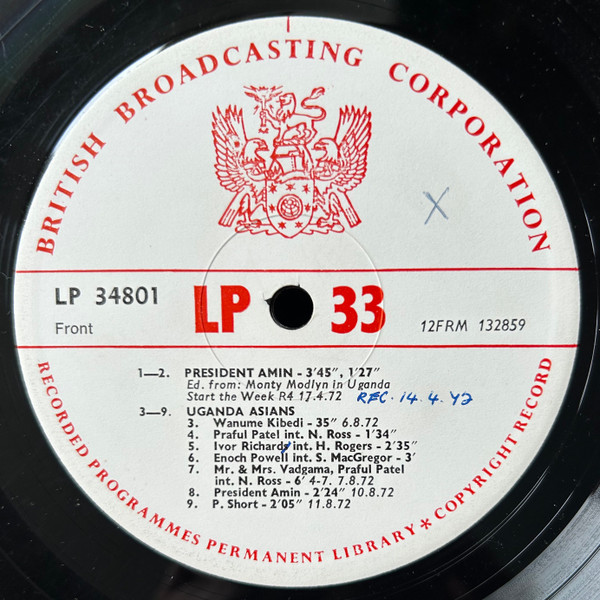 BRITISH BROADCASTING CORPORATION
X
LP 34801
Front
LP 33
12FRM 132859
1—2. PRESIDENT AMIN - 3'45", 1'27"
Ed. from: Monty Modlyn in Uganda
Start the Week R4 17.4.72 REC. 14.4.72
3—9. UGANDA ASIANS
3. Wanume Kibedi - 35" 6.8.72
4. Praful Patel int. N. Ross - 1'34"
5. Ivor Richard int. H. Rogers - 2'35"
6. Enoch Powell int. S. MacGregor - 3'
7. Mr. & Mrs. Vadgama, Praful Patel
int. N. Ross - 6' 4-7. 7.8.72
8. President Amin - 2'24" 10.8.72
9. P. Short - 2'05" 11.8.72
RECORDED PROGRAMMES PERMANENT LIBRARY * COPYRIGHT RECORD